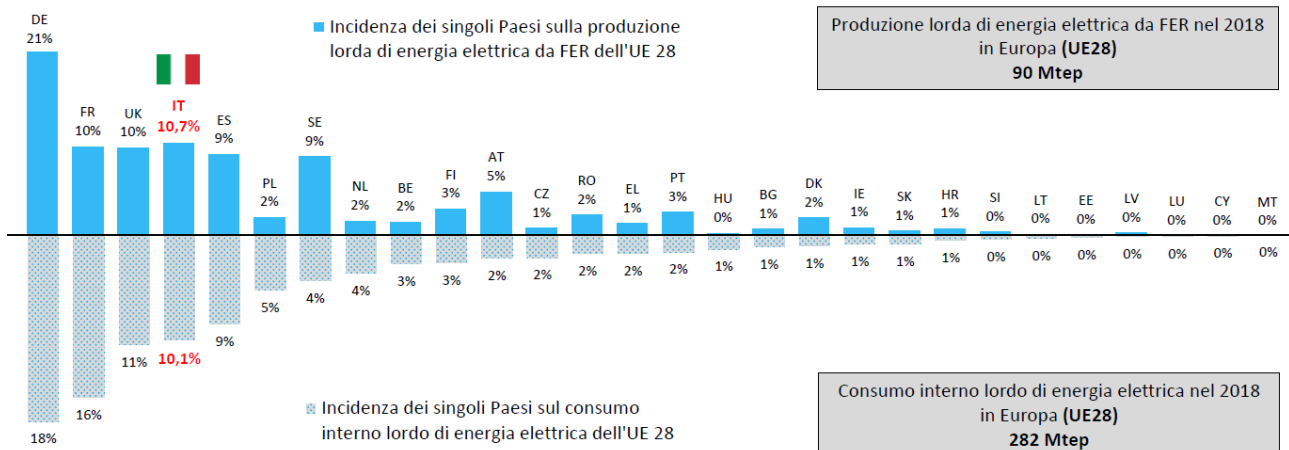 DE
21%
FR
10%
UK
10%
IT
10,7%
ES
9%
PL
2%
SE
9%
NL
2%
BE
2%
FI
3%
AT
5%
CZ
1%
RO
2%
EL
1%
PT
3%
HU
0%
BG
1%
DK
2%
IE
1%
SK
1%
HR
1%
SI
0%
LT
0%
EE
0%
LV
0%
LU
0%
CY
0%
MT
0%
Incidenza dei singoli Paesi sulla produzione
lorda di energia elettrica da FER dell'UE 28
Produzione lorda di energia elettrica da FER nel 2018
in Europa (UE28)
90 Mtep
18%
16%
11%
10,1%
9%
5%
4%
4%
3%
3%
2%
2%
2%
2%
2%
1%
1%
1%
1%
1%
1%
0%
0%
0%
0%
0%
0%
0%
Incidenza dei singoli Paesi sul consumo
interno lordo di energia elettrica dell'UE 28
Consumo interno lordo di energia elettrica nel 2018
in Europa (UE28)
282 Mtep